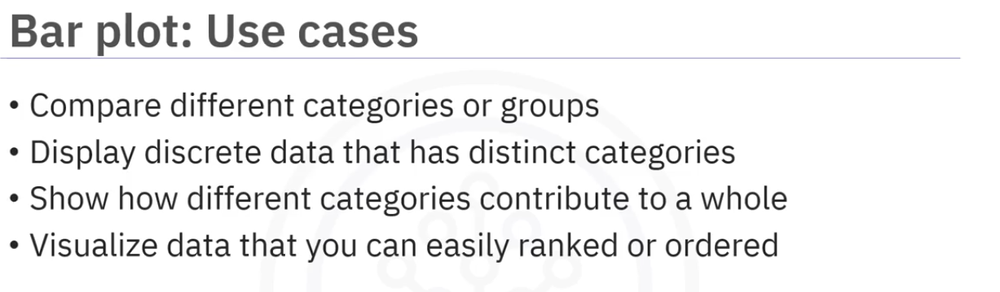 Bar plot: Use cases
• Compare different categories or groups
• Display discrete data that has distinct categories
• Show how different categories contribute to a whole
• Visualize data that you can easily ranked or ordered